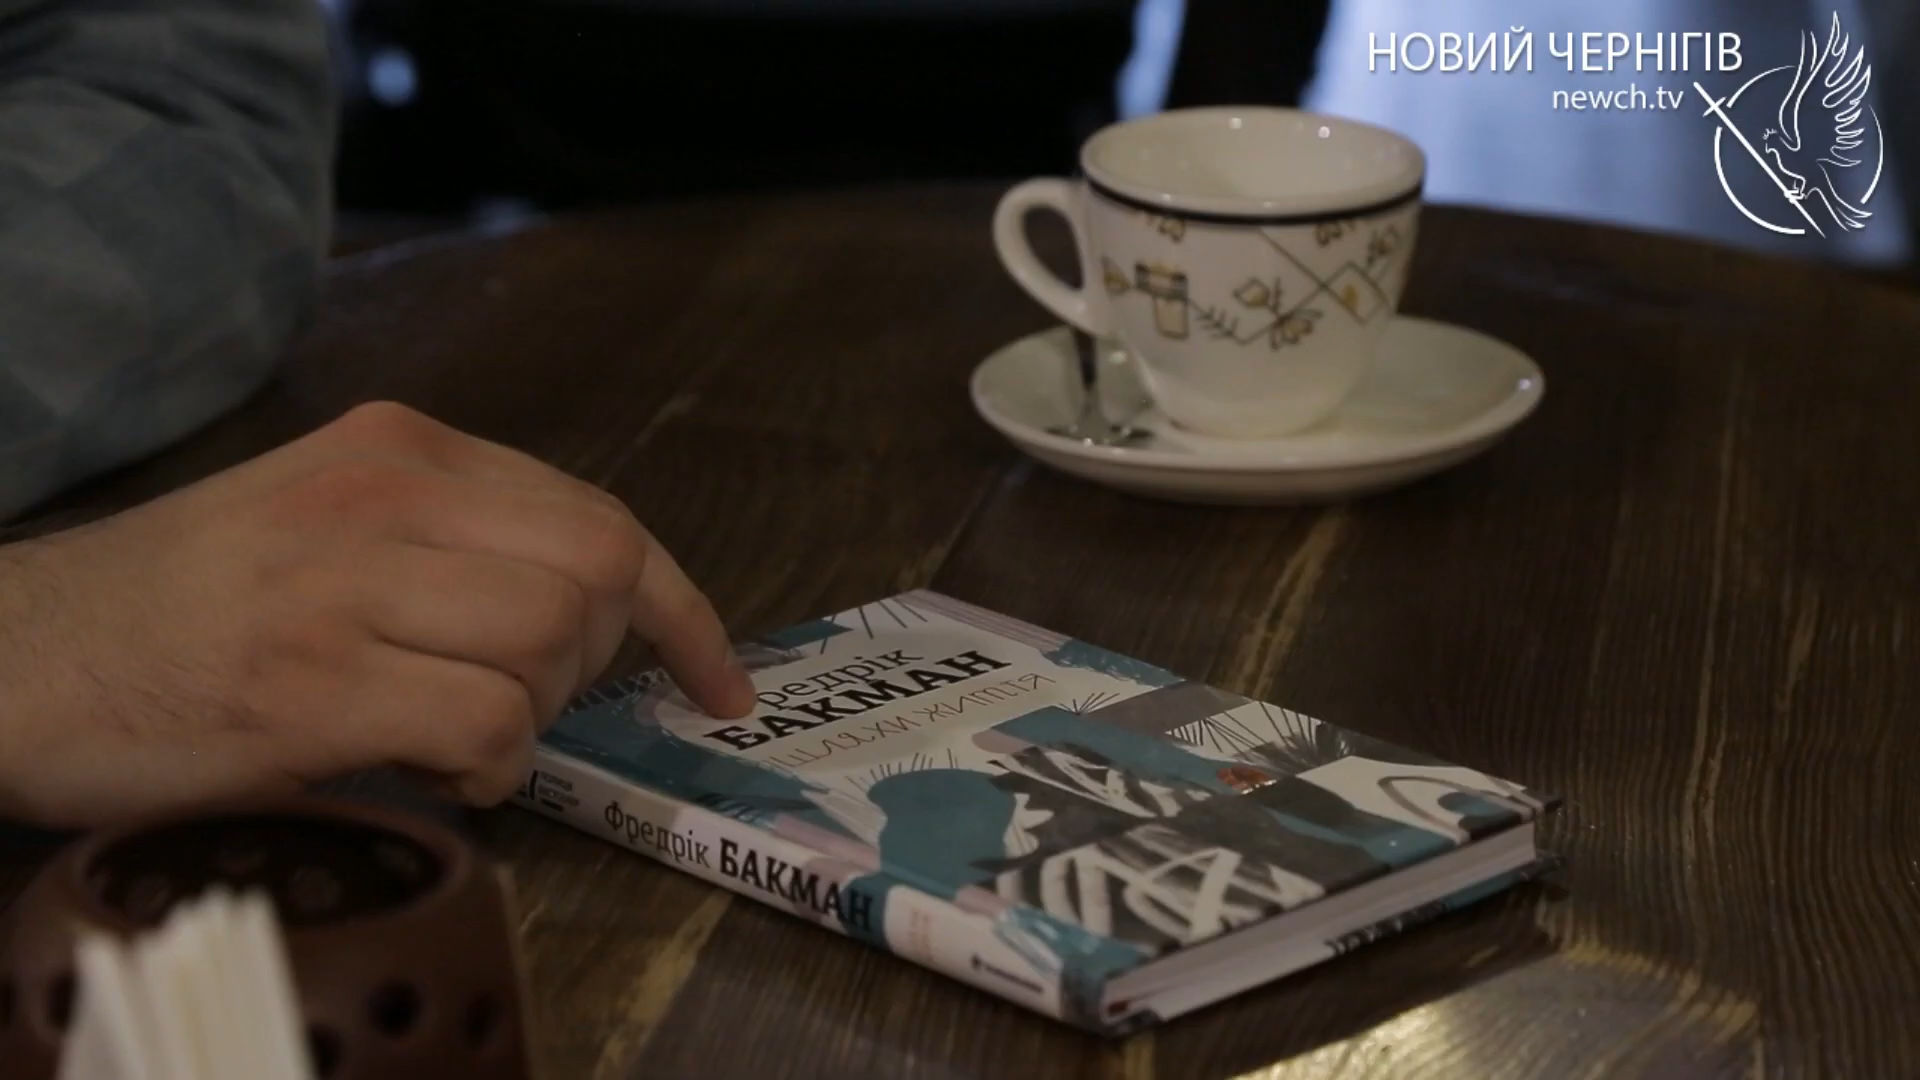 НОВИЙ ЧЕРНІГІВ
newch.tv
Фредрік
БАКМАН
шляхи життя
Фредрік БАКМАН